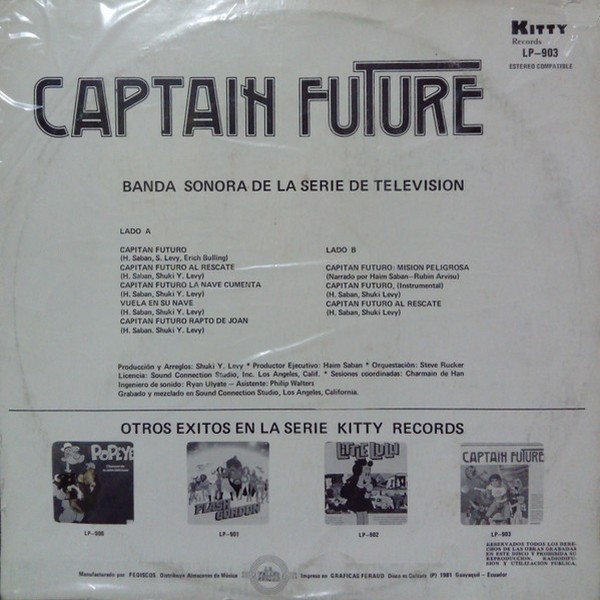 KITTY
Records
LP-903
ESTEREO COMPATIBLE
CAPTAIN FUTURE
BANDA SONORA DE LA SERIE DE TELEVISION
LADO A
CAPITAN FUTURO
(H. Saban, S. Levy, Erich Bulling)
CAPITAN FUTURO AL RESCATE
(H. Saban, Shuki Y. Levy)
CAPITAN FUTURO LA NAVE CUMENTA
(H. Saban, Shuki Y. Levy)
VUELA EN SU NAVE
(H. Saban, Shuki Y. Levy)
CAPITAN FUTURO RAPTO DE JOAN
(H. Saban. Shuki Y. Levy)
LADO B
CAPITAN FUTURO: MISION PELIGROSA
(Narrado por Haim Saban—Rubin Arvisu)
CAPITAN FUTURO, (Instrumental)
(H. Saban, Shuki Levy)
CAPITAN FUTURO AL RESCATE
(H. Saban, Shuki Levy)
Producción y Arreglos: Shuki Y. Levy * Productor Ejecutivo: Haim Saban * Orquestación: Steve Rucker
Licencia: Sound Connection Studio, Inc. Los Angeles, Calif. * Sesiones coordinadas: Charmain de Han
Ingeniero de sonido: Ryan Ulyate — Asistente: Philip Walters
Grabado y mezclado en Sound Connection Studio, Los Angeles, California.
OTROS EXITOS EN LA SERIE KITTY RECORDS
POPEYE
FLASH GORDON
LITTLE LULU
CAPTAIN FUTURE
LP-900
LP-901
LP-902
LP-903
RESERVADOS TODOS LOS DERE-
CHOS DE LAS OBRAS GRABADAS
EN ESTE DISCO Y PROHIBIDA SU
REPRODUCCION, RADIODIFU-
SION Y UTILIZACION PUBLICA.
Manufacturado por FEDISCOS Distribuye Almacenes de Música
Impreso en GRAFICAS FERAUD Disco es Cultura (P) 1981 Guayaquil — Ecuador